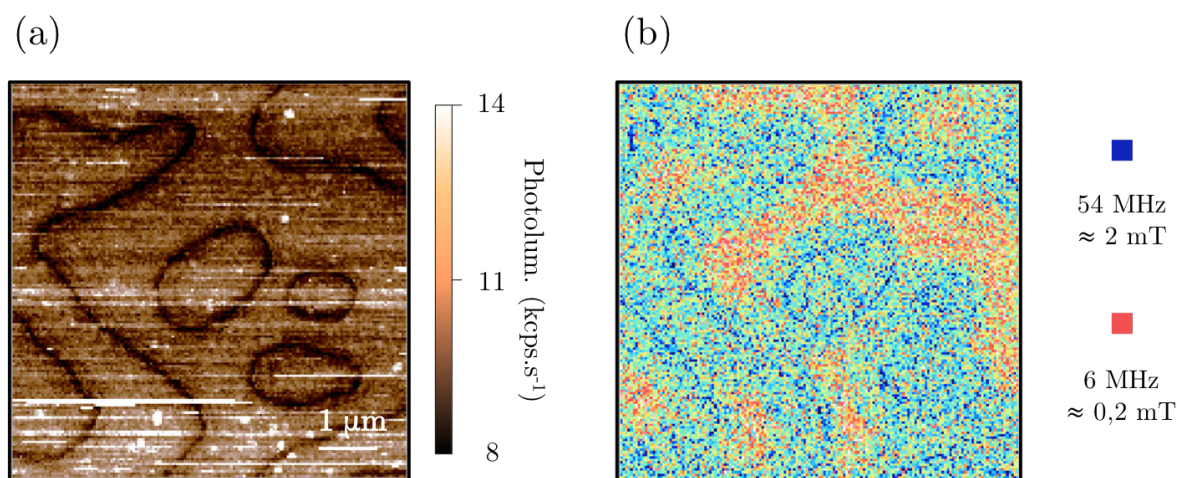 (a)
(b)
14
11
8
Photolum. (kcps.s⁻¹)
1 µm
54 MHz
≈ 2 mT
6 MHz
≈ 0,2 mT